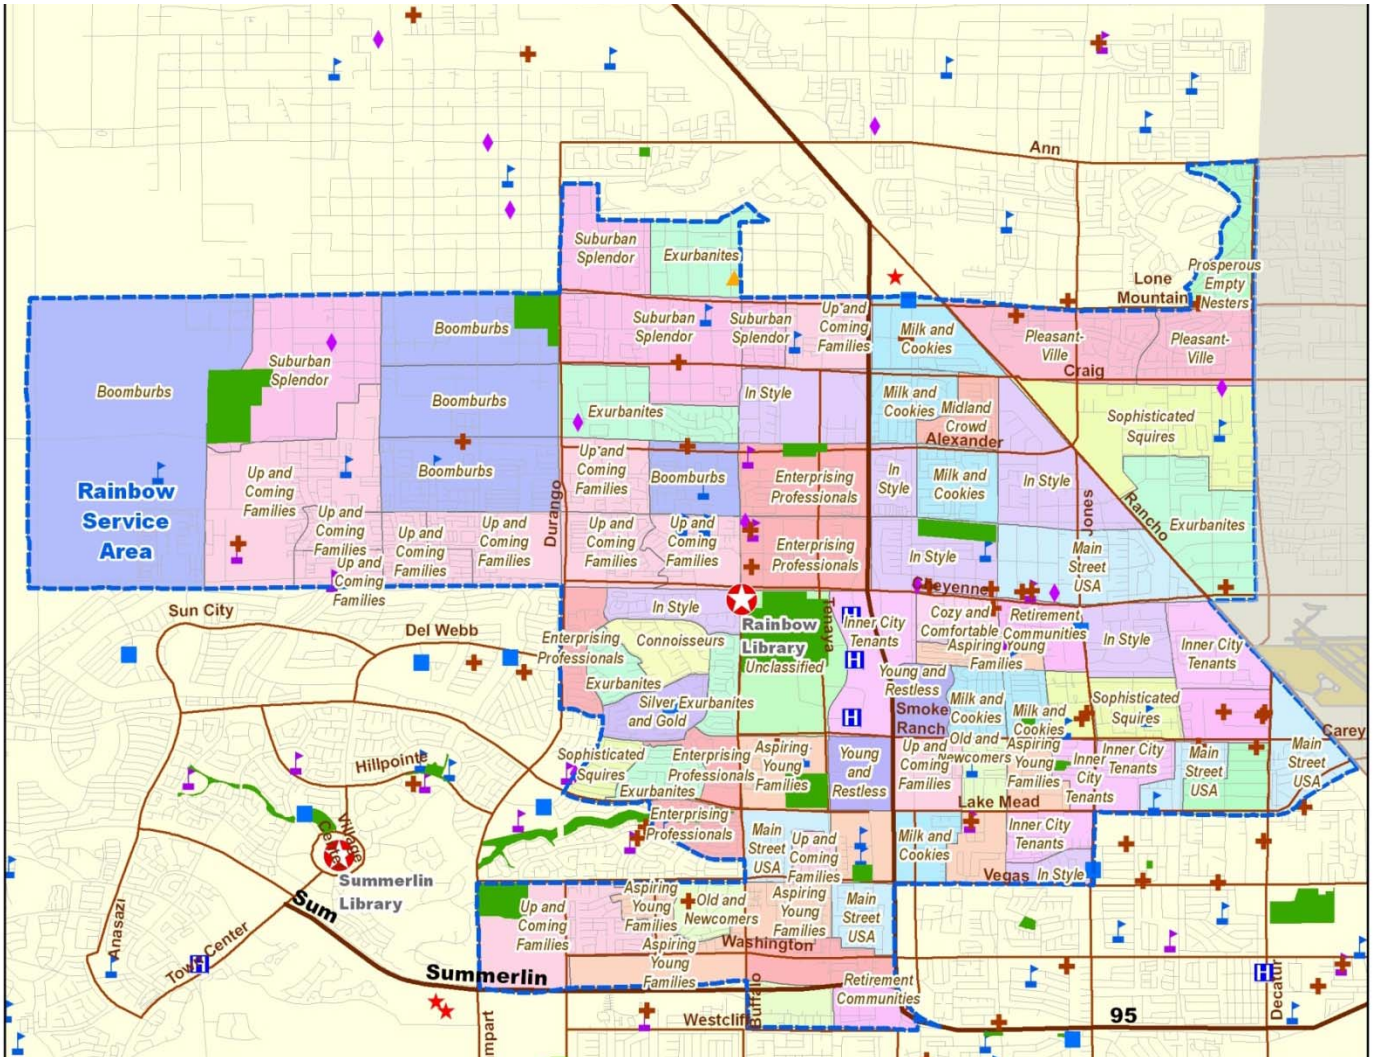 Ann
Suburban
Splendor
Exurbanites
Prosperous
Empty
Nesters
Lone
Mountain
Boomburbs
Suburban
Splendor
Suburban
Splendor
Up and
Coming
Families
Milk and
Cookies
Pleasant-
Ville
Pleasant-
Ville
Craig
Boomburbs
Suburban
Splendor
Boomburbs
Exurbanites
In Style
Milk and
Cookies
Midland
Crowd
Alexander
Sophisticated
Squires
Boomburbs
Up and
Coming
Families
Up and
Coming
Families
Boomburbs
Enterprising
Professionals
In
Style
Milk and
Cookies
In Style
Jones
Rancho
Exurbanites
Rainbow
Service
Area
Durango
Up and
Coming
Families
Up and
Coming
Families
Up and
Coming
Families
Up and
Coming
Families
Up and
Coming
Families
Up and
Coming
Families
Enterprising
Professionals
In Style
Main
Street
USA
Cheyenne
Sun City
Del Webb
In Style
Rainbow
Library
Tenaya
H
Inner City
Tenants
Cozy and
Comfortable
Retirement
Communities
In Style
Inner City
Tenants
Enterprising
Professionals
Connoisseurs
Unclassified
H
Aspiring Young
Families
Exurbanites
Young and
Restless
Silver
and Gold
Exurbanites
H
Smoke
Ranch
Milk and
Cookies
Milk and
Cookies
Sophisticated
Squires
Carey
Hillpointe
Sophisticated
Squires
Enterprising
Professionals
Exurbanites
Aspiring
Young
Families
Young
and
Restless
Up and
Coming
Families
Old and
Newcomers
Aspiring
Young
Families
Inner
City
Tenants
Inner City
Tenants
Main
Street
USA
Main
Street
USA
Lake Mead
Village
Center
Summerlin
Library
Enterprising
Professionals
Main
Street
USA
Up and
Coming
Families
Milk and
Cookies
Inner City
Tenants
Vegas
In Style
Anasazi
Town Center
H
Sum
Summerlin
Up and
Coming
Families
Aspiring
Young
Families
Old and
Newcomers
Aspiring
Young
Families
Main
Street
USA
Aspiring
Young
Families
Washington
Retirement
Communities
Buffalo
Westcliff
95
H
Decatur
mpart